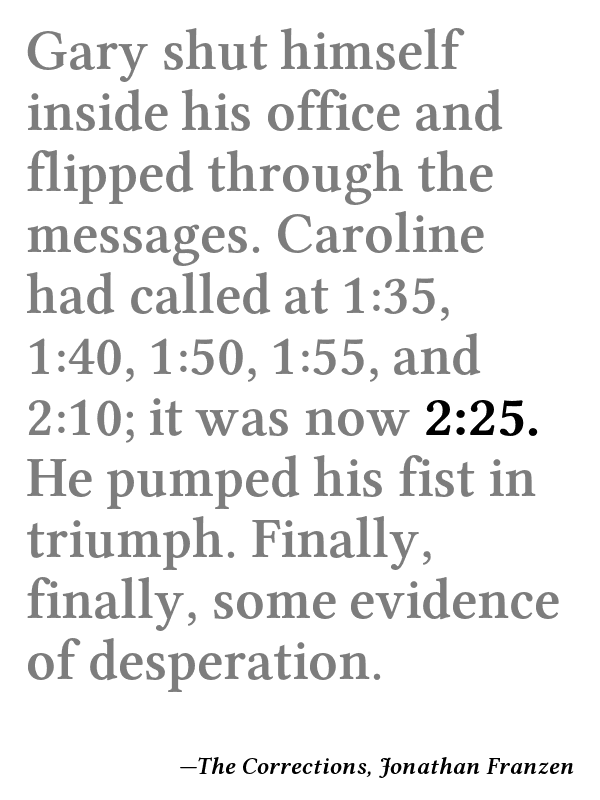 Gary shut himself
inside his office and
flipped through the
messages. Caroline
had called at 1:35,
1:40, 1:50, 1:55, and
2:10; it was now 2:25.
He pumped his fist in
triumph. Finally,
finally, some evidence
of desperation.
—The Corrections, Jonathan Franzen